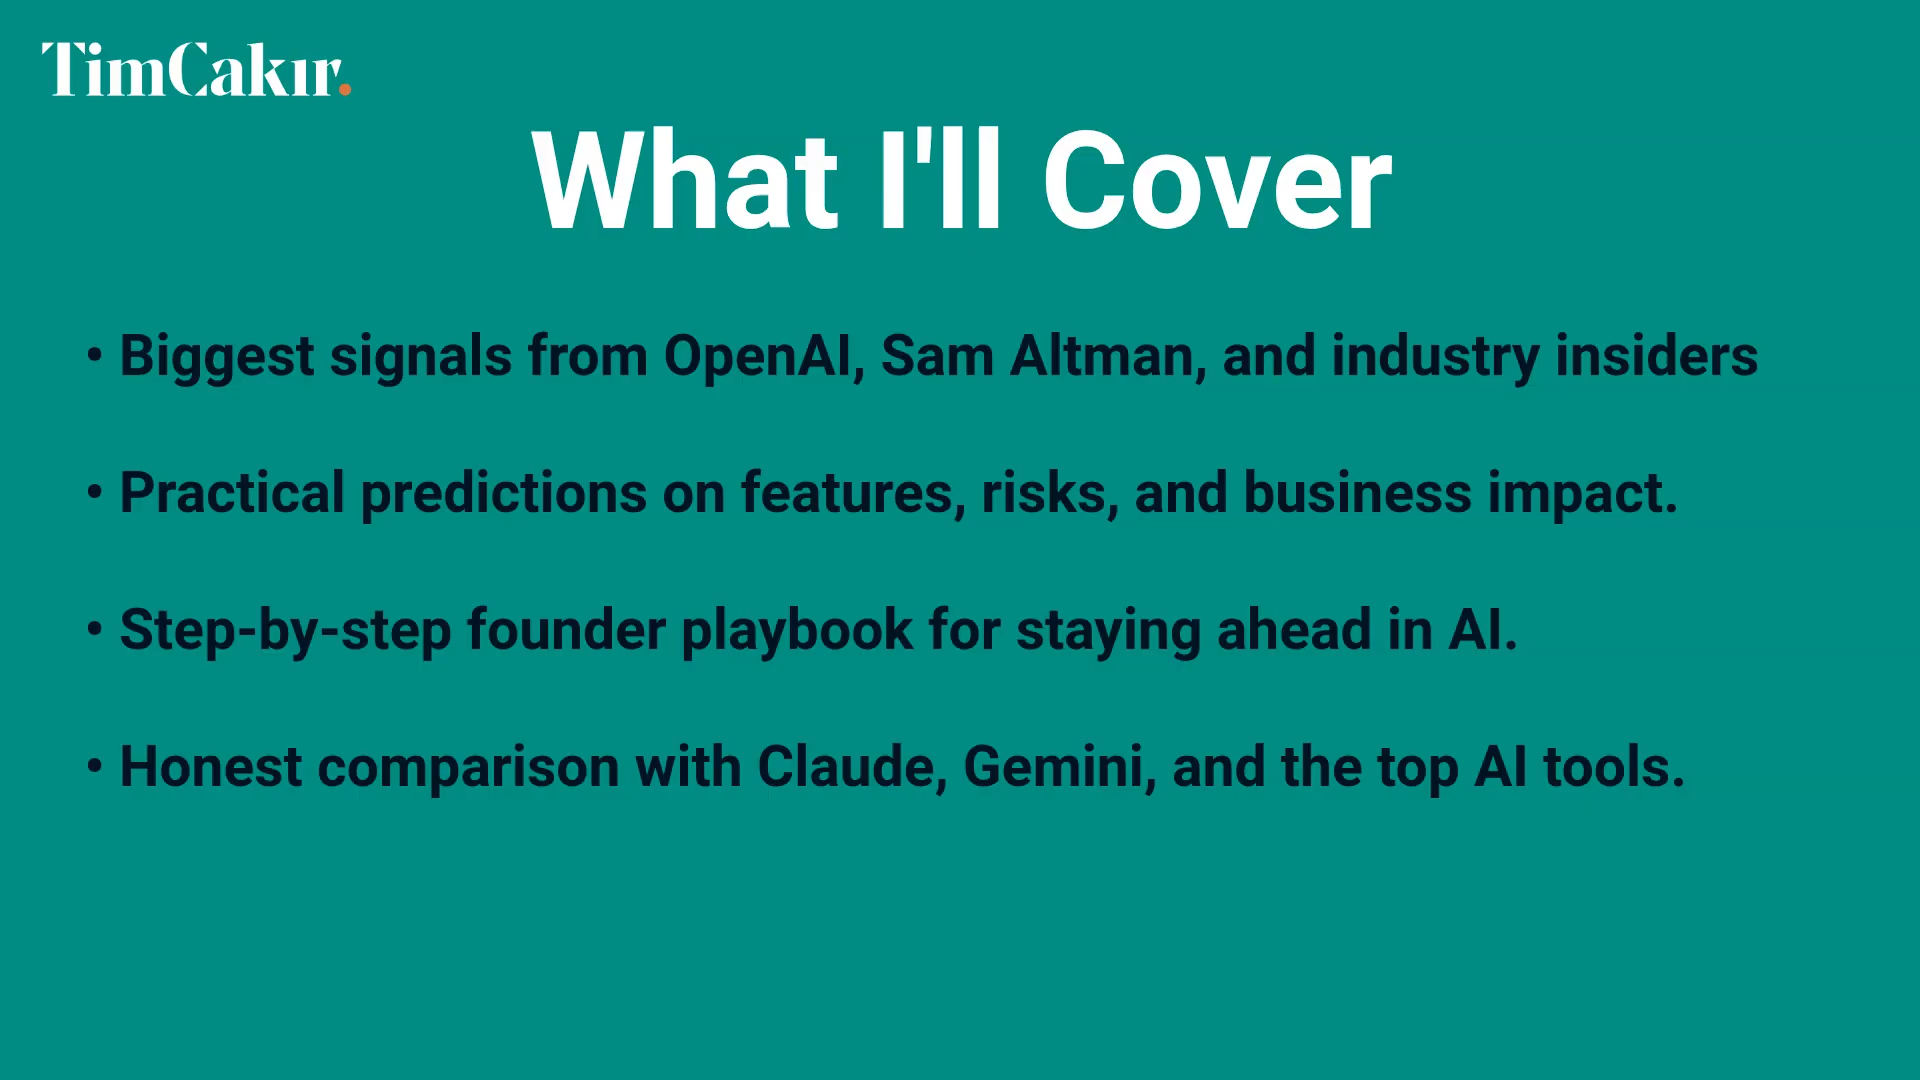 TimCakır.
What I'll Cover
• Biggest signals from OpenAI, Sam Altman, and industry insiders
• Practical predictions on features, risks, and business impact.
• Step-by-step founder playbook for staying ahead in AI.
• Honest comparison with Claude, Gemini, and the top AI tools.